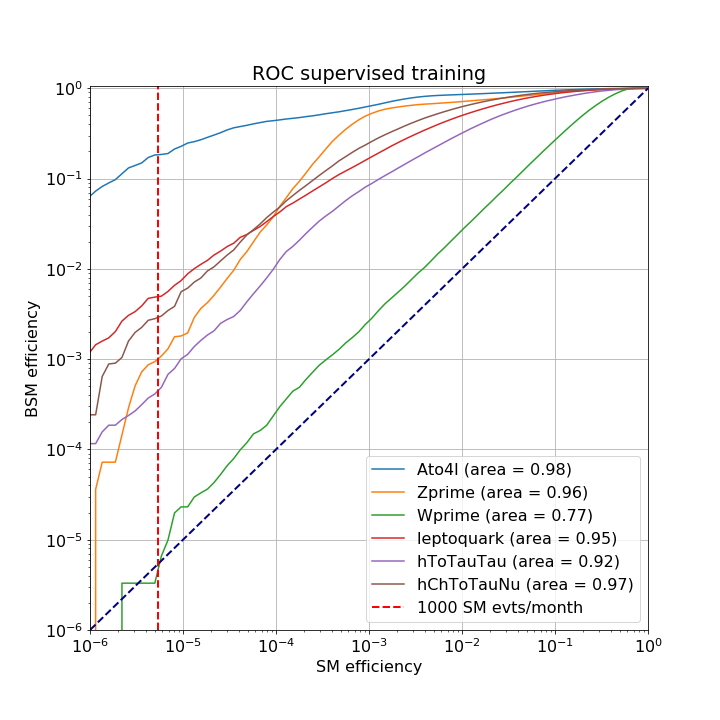 ROC supervised training
BSM efficiency
10⁰
10⁻¹
10⁻²
10⁻³
10⁻⁴
10⁻⁵
10⁻⁶
Ato4l (area = 0.98)
Zprime (area = 0.96)
Wprime (area = 0.77)
leptoquark (area = 0.95)
hToTauTau (area = 0.92)
hChToTauNu (area = 0.97)
1000 SM evts/month
10⁻⁶ 10⁻⁵ 10⁻⁴ 10⁻³ 10⁻² 10⁻¹ 10⁰
SM efficiency